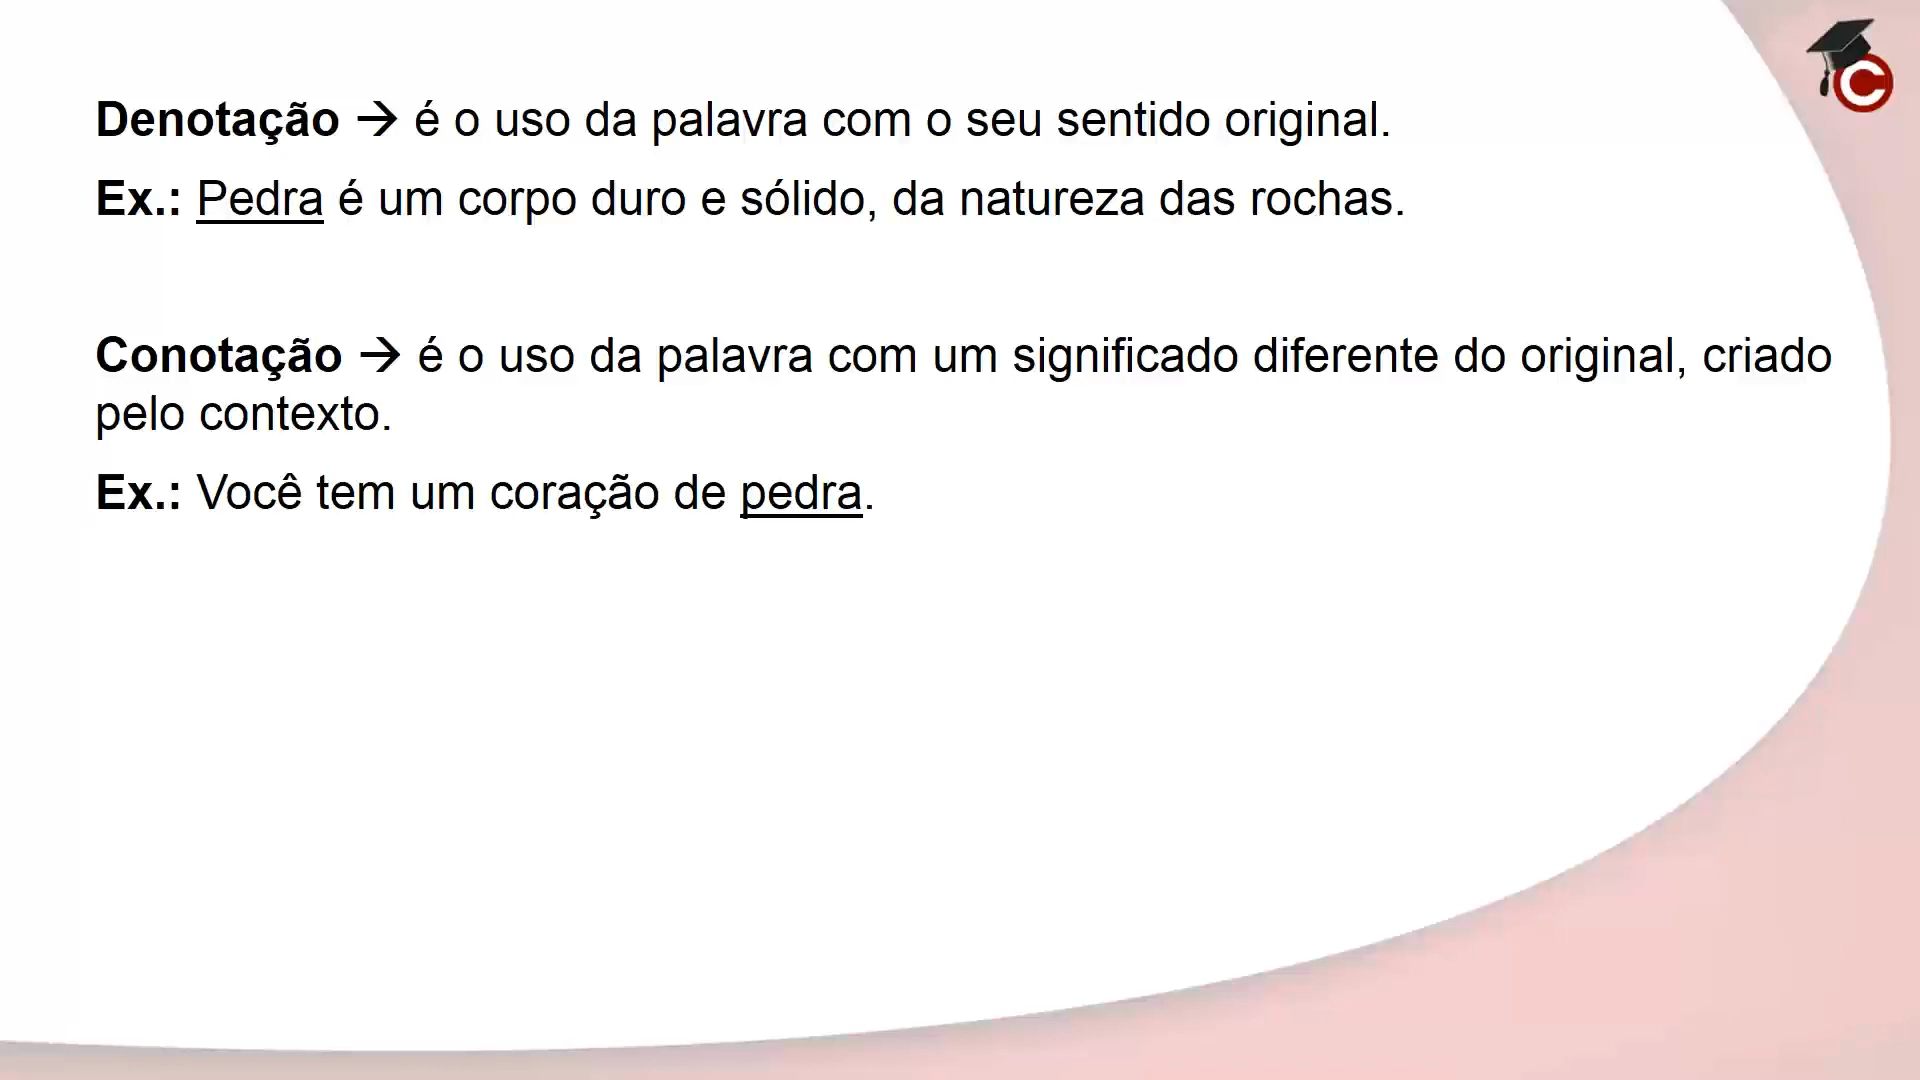 Denotação → é o uso da palavra com o seu sentido original.
Ex.: Pedra é um corpo duro e sólido, da natureza das rochas.
Conotação → é o uso da palavra com um significado diferente do original, criado
pelo contexto.
Ex.: Você tem um coração de pedra.